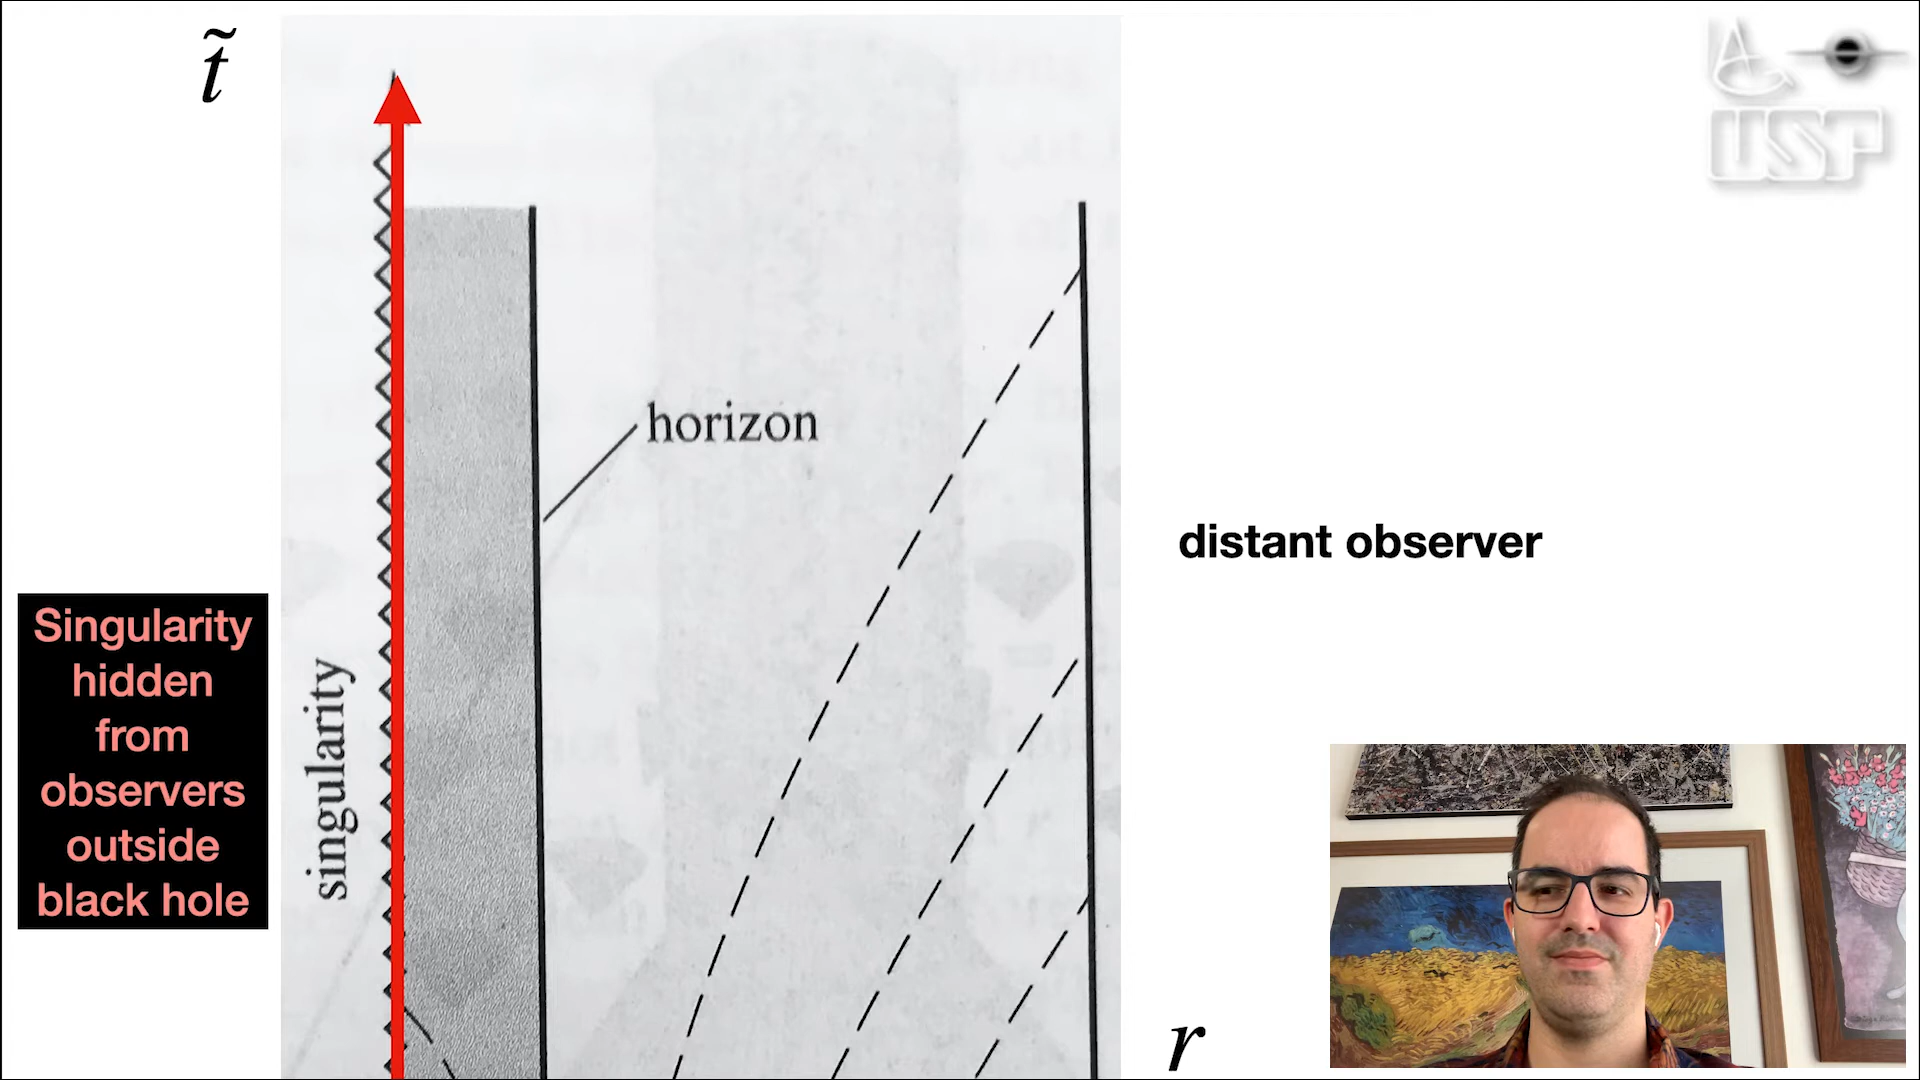 t̃
USP
horizon
distant observer
Singularity
hidden
from
observers
outside
black hole
singularity
r